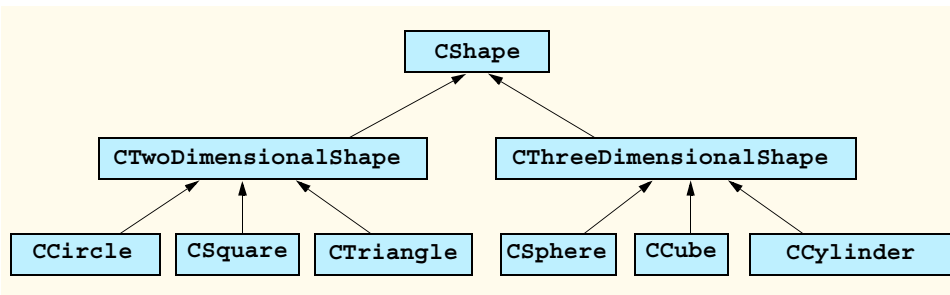 CShape
CTwoDimensionalShape
CThreeDimensionalShape
CCircle
CSquare
CTriangle
CSphere
CCube
CCylinder